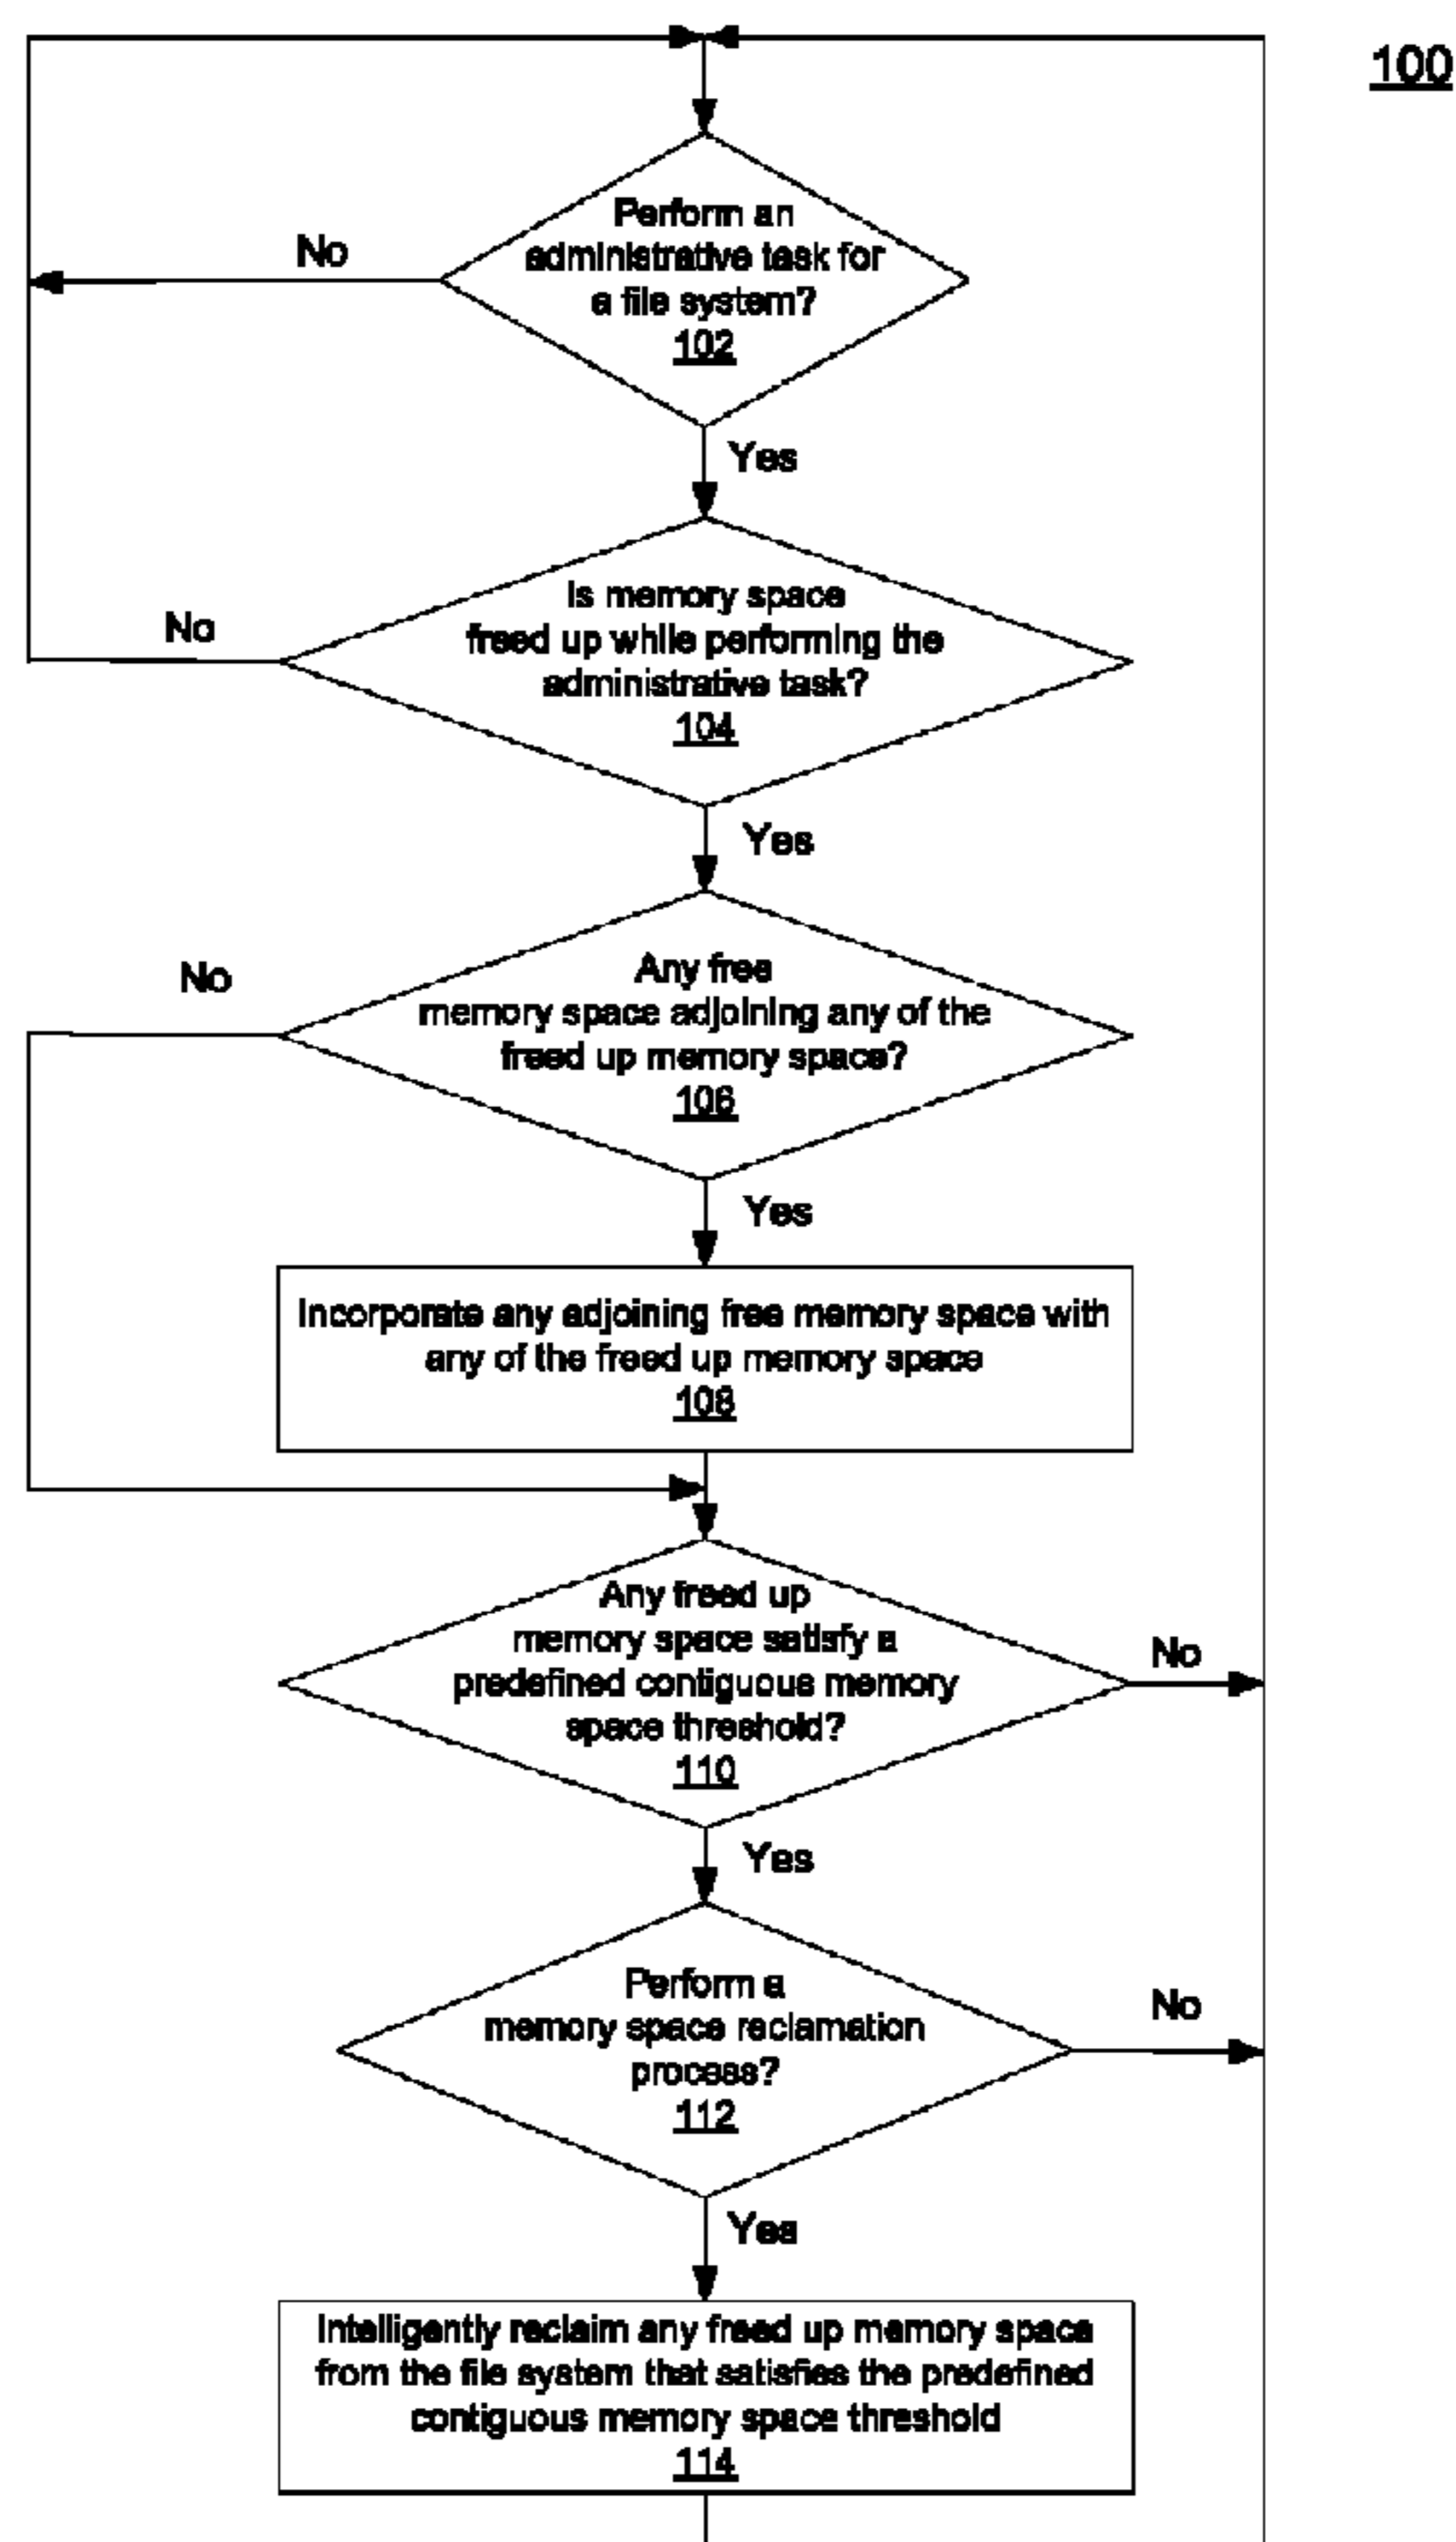 100
Perform an
administrative task for
a file system?
102
No
Yes
Is memory space
freed up while performing the
administrative task?
104
No
Yes
Any free
memory space adjoining any of the
freed up memory space?
106
No
Yes
Incorporate any adjoining free memory space with
any of the freed up memory space
108
Any freed up
memory space satisfy a
predefined contiguous memory
space threshold?
110
No
Yes
Perform a
memory space reclamation
process?
112
No
Yes
Intelligently reclaim any freed up memory space
from the file system that satisfies the predefined
contiguous memory space threshold
114